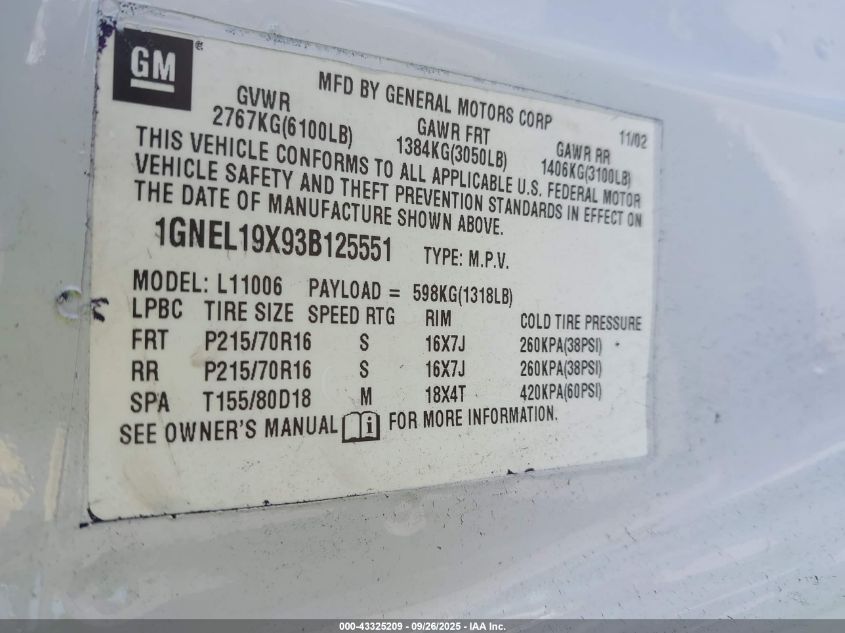 GM ®
MFD BY GENERAL MOTORS CORP 11/02
GVWR GAWR FRT GAWR RR
2767KG(6100LB) 1384KG(3050LB) 1406KG(3100LB)
THIS VEHICLE CONFORMS TO ALL APPLICABLE U.S. FEDERAL MOTOR
VEHICLE SAFETY AND THEFT PREVENTION STANDARDS IN EFFECT ON
THE DATE OF MANUFACTURE SHOWN ABOVE.
1GNEL19X93B125551 TYPE: M.P.V.
MODEL: L11006 PAYLOAD = 598KG(1318LB)
LPBC TIRE SIZE SPEED RTG RIM COLD TIRE PRESSURE
FRT P215/70R16 S 16X7J 260KPA(38PSI)
RR P215/70R16 S 16X7J 260KPA(38PSI)
SPA T155/80D18 M 18X4T 420KPA(60PSI)
SEE OWNER'S MANUAL i FOR MORE INFORMATION.
000-43325209 - 09/26/2025 - IAA Inc.